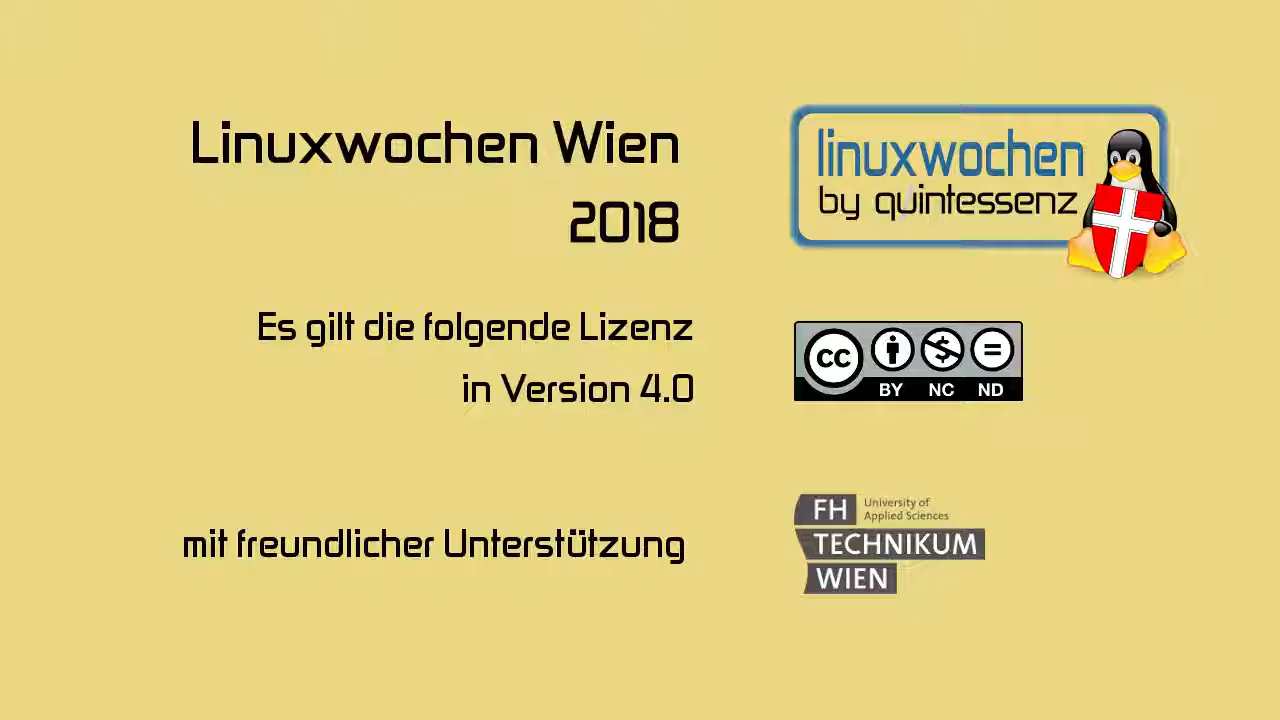 Linuxwochen Wien
2018
linuxwochen
by quintessenz
Es gilt die folgende Lizenz
in Version 4.0
cc
BY NC ND
mit freundlicher Unterstützung
FH University of
Applied Sciences
TECHNIKUM
WIEN